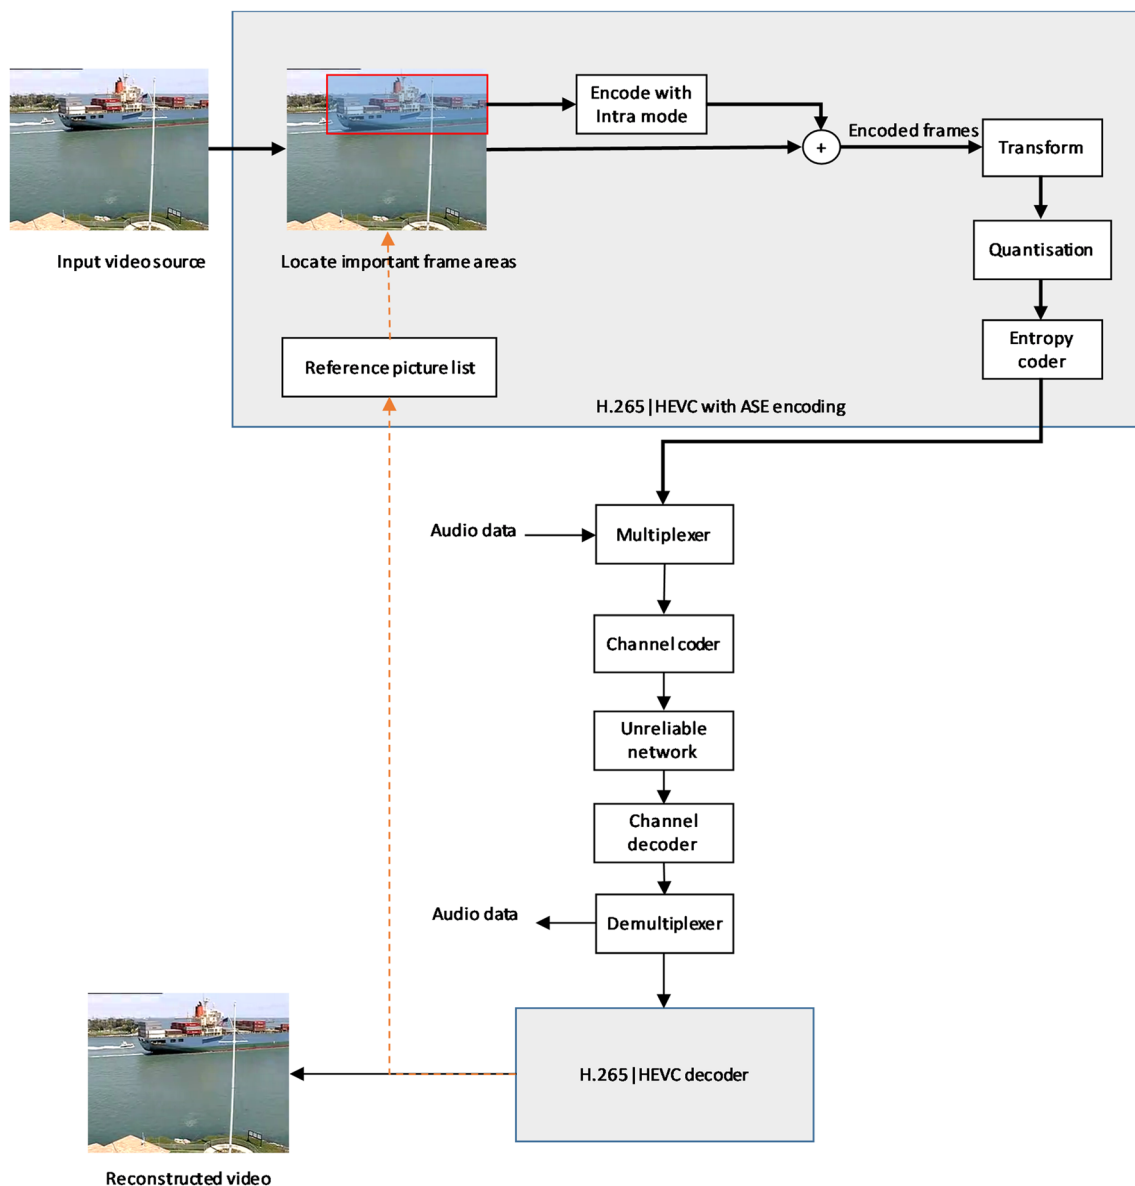 Input video source
Locate important frame areas
Encode with
Intra mode
+
Encoded frames
Transform
Quantisation
Entropy
coder
Reference picture list
H.265|HEVC with ASE encoding
Audio data
Multiplexer
Channel coder
Unreliable
network
Channel
decoder
Audio data
Demultiplexer
H.265|HEVC decoder
Reconstructed video